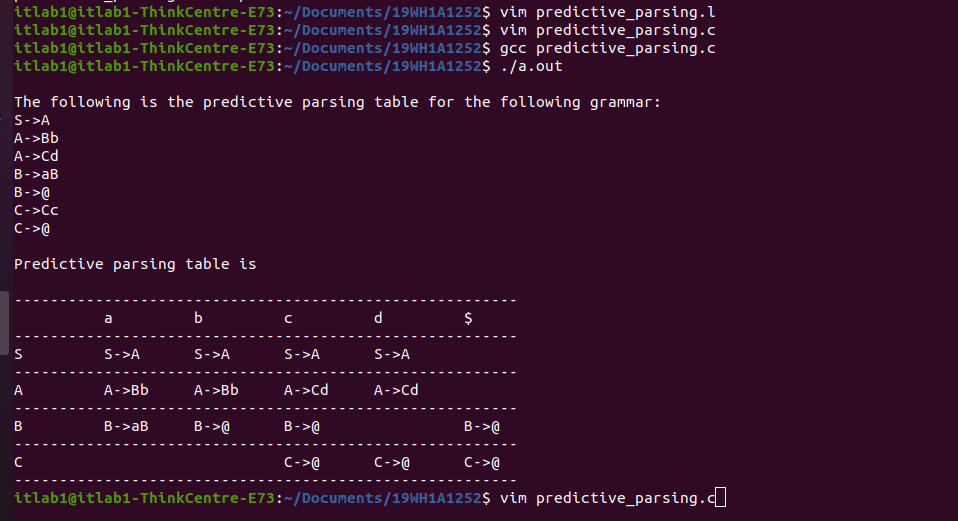 itlab1@itlab1-ThinkCentre-E73:~/Documents/19WH1A1252$ vim predictive_parsing.l
itlab1@itlab1-ThinkCentre-E73:~/Documents/19WH1A1252$ vim predictive_parsing.c
itlab1@itlab1-ThinkCentre-E73:~/Documents/19WH1A1252$ gcc predictive_parsing.c
itlab1@itlab1-ThinkCentre-E73:~/Documents/19WH1A1252$ ./a.out
The following is the predictive parsing table for the following grammar:
S->A
A->Bb
A->Cd
B->aB
B->@
C->Cc
C->@
Predictive parsing table is
--------------------------------------------------------
a b c d $
--------------------------------------------------------
S S->A S->A S->A S->A
--------------------------------------------------------
A A->Bb A->Bb A->Cd A->Cd
--------------------------------------------------------
B B->aB B->@ B->@ B->@
--------------------------------------------------------
C C->@ C->@ C->@
--------------------------------------------------------
itlab1@itlab1-ThinkCentre-E73:~/Documents/19WH1A1252$ vim predictive_parsing.c